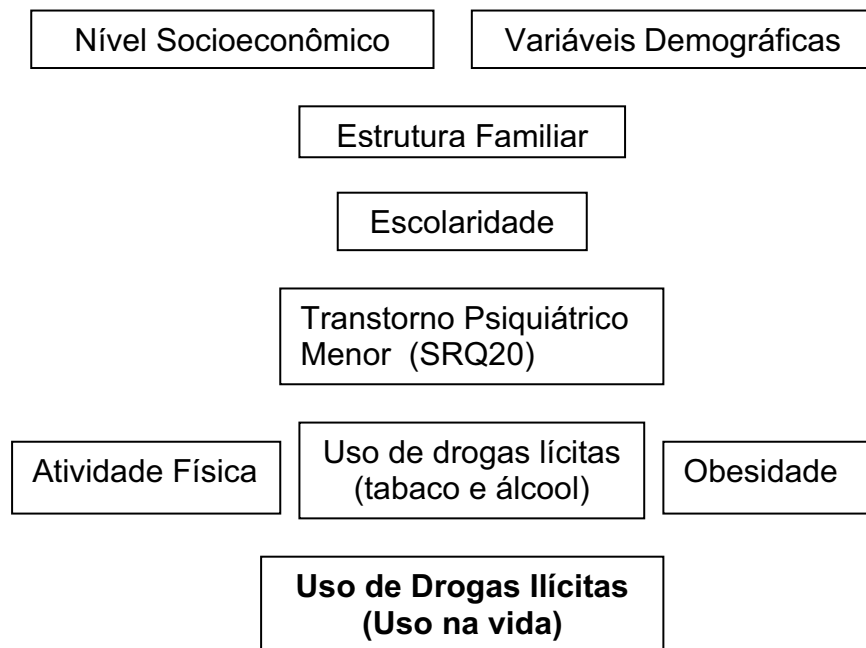 Nível Socioeconômico
Variáveis Demográficas
Estrutura Familiar
Escolaridade
Transtorno Psiquiátrico
Menor (SRQ20)
Atividade Física
Uso de drogas lícitas
(tabaco e álcool)
Obesidade
Uso de Drogas Ilícitas
(Uso na vida)